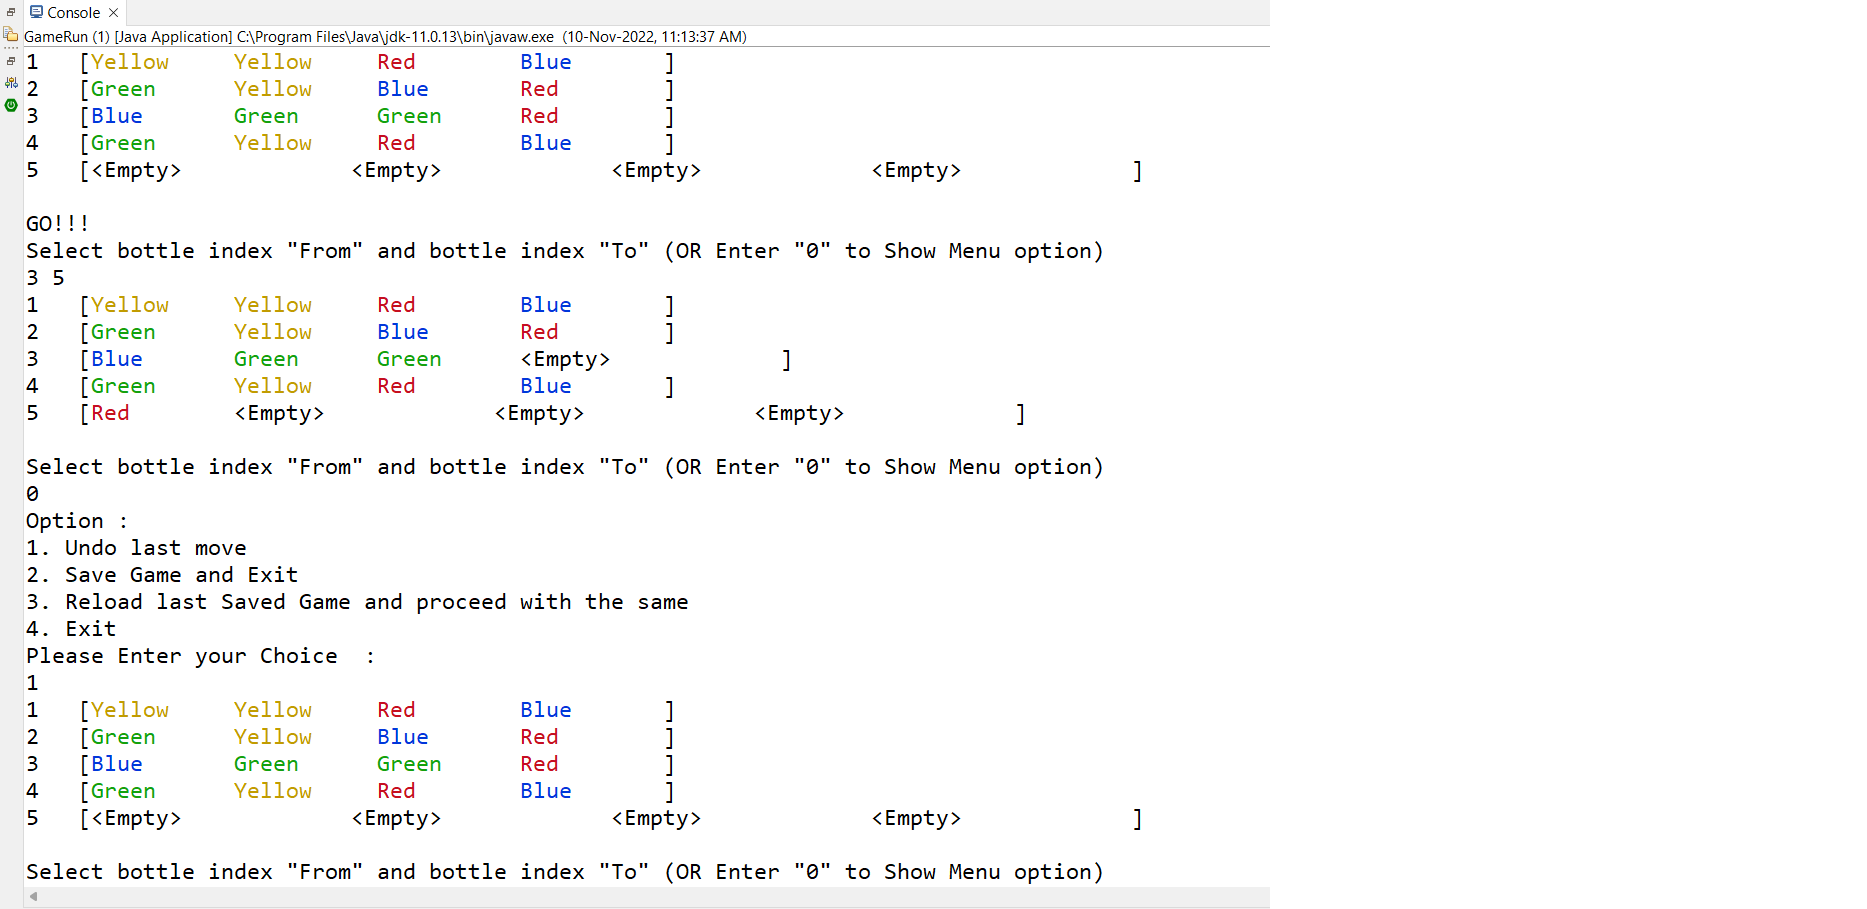 Console
GameRun (1) [Java Application] C:\Program Files\Java\jdk-11.0.13\bin\javaw.exe (10-Nov-2022, 11:13:37 AM)
1 [Yellow Yellow Red Blue ]
2 [Green Yellow Blue Red ]
3 [Blue Green Green Red ]
4 [Green Yellow Red Blue ]
5 [<Empty> <Empty> <Empty> <Empty> ]
GO!!!
Select bottle index "From" and bottle index "To" (OR Enter "0" to Show Menu option)
3 5
1 [Yellow Yellow Red Blue ]
2 [Green Yellow Blue Red ]
3 [Blue Green Green <Empty> ]
4 [Green Yellow Red Blue ]
5 [Red <Empty> <Empty> <Empty> ]
Select bottle index "From" and bottle index "To" (OR Enter "0" to Show Menu option)
0
Option :
1. Undo last move
2. Save Game and Exit
3. Reload last Saved Game and proceed with the same
4. Exit
Please Enter your Choice :
1
1 [Yellow Yellow Red Blue ]
2 [Green Yellow Blue Red ]
3 [Blue Green Green Red ]
4 [Green Yellow Red Blue ]
5 [<Empty> <Empty> <Empty> <Empty> ]
Select bottle index "From" and bottle index "To" (OR Enter "0" to Show Menu option)